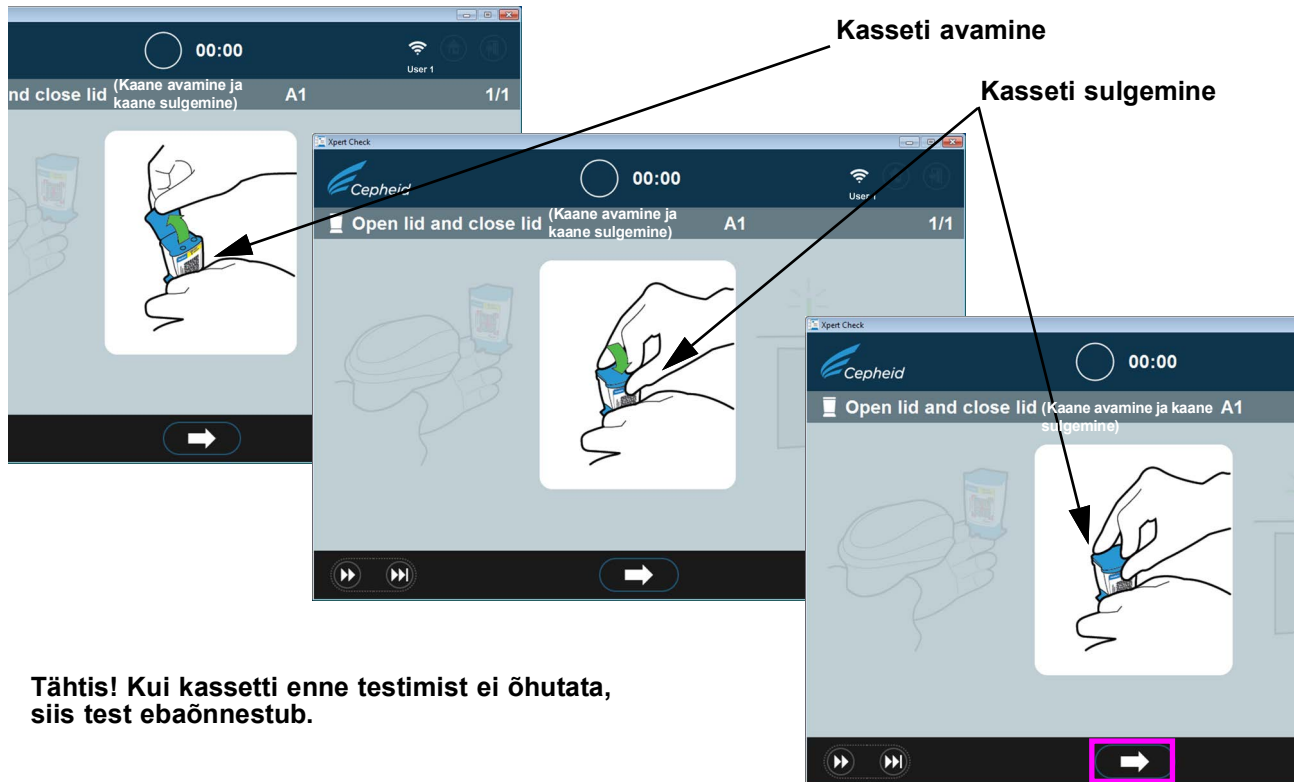 Kasseti avamine
Kasseti sulgemine
00:00
User 1
nd close lid (Kaane avamine ja
kaane sulgemine) A1 1/1
Xpert Check
Cepheid
00:00
User 1
Open lid and close lid (Kaane avamine ja
kaane sulgemine) A1 1/1
Xpert Check
Cepheid
00:00
Open lid and close lid (Kaane avamine ja kaane A1
sulgemine)
Tähtis! Kui kassetti enne testimist ei õhutata,
siis test ebaõnnestub.